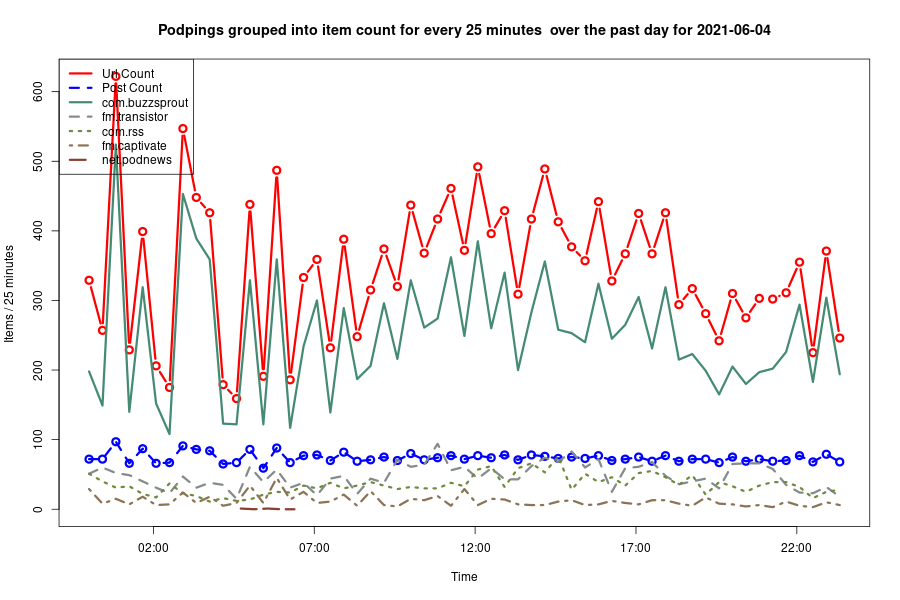 Podpings grouped into item count for every 25 minutes  over the past day for 2021-06-04
Url Count
Post Count
com.buzzsprout
fm.transistor
com.rss
fm.captivate
net.podnews
Items / 25 minutes
600
500
400
300
200
100
0
02:00
07:00
12:00
17:00
22:00
Time